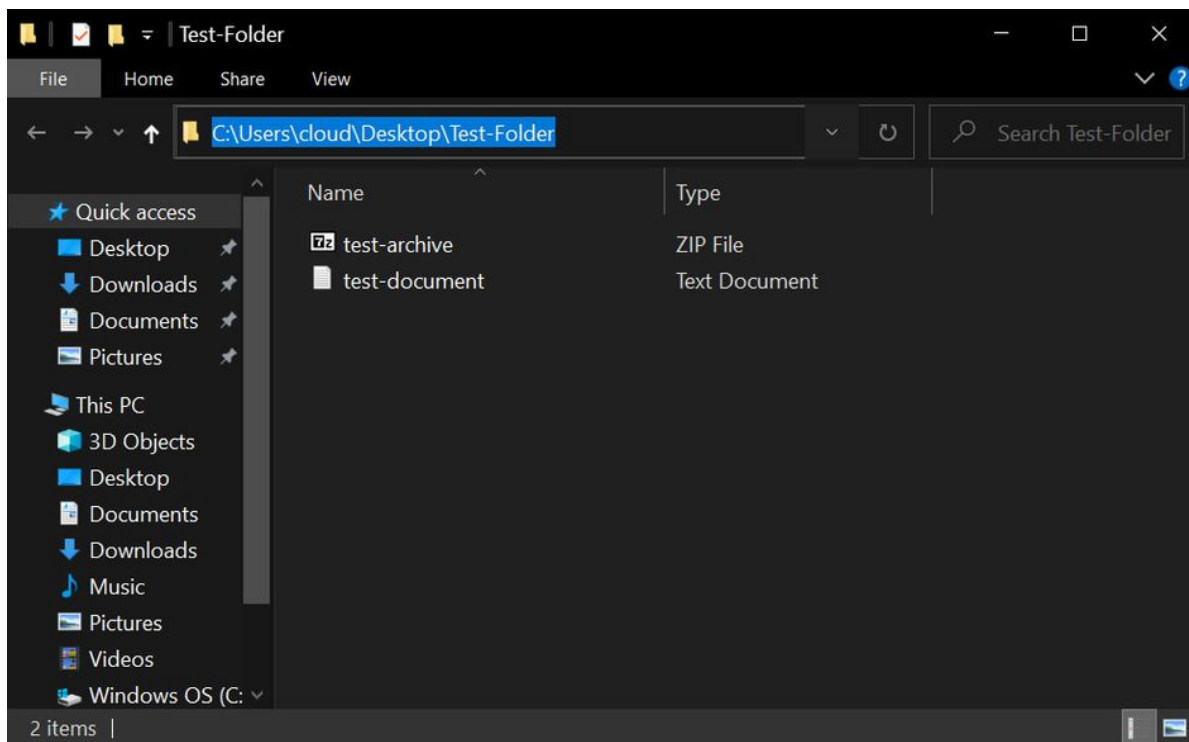 Test-Folder
File Home Share View ?
C:\Users\cloud\Desktop\Test-Folder Search Test-Folder
Name Type
Quick access
Desktop
Downloads
Documents
Pictures
This PC
3D Objects
Desktop
Documents
Downloads
Music
Pictures
Videos
Windows OS (C:
7z test-archive ZIP File
test-document Text Document
2 items